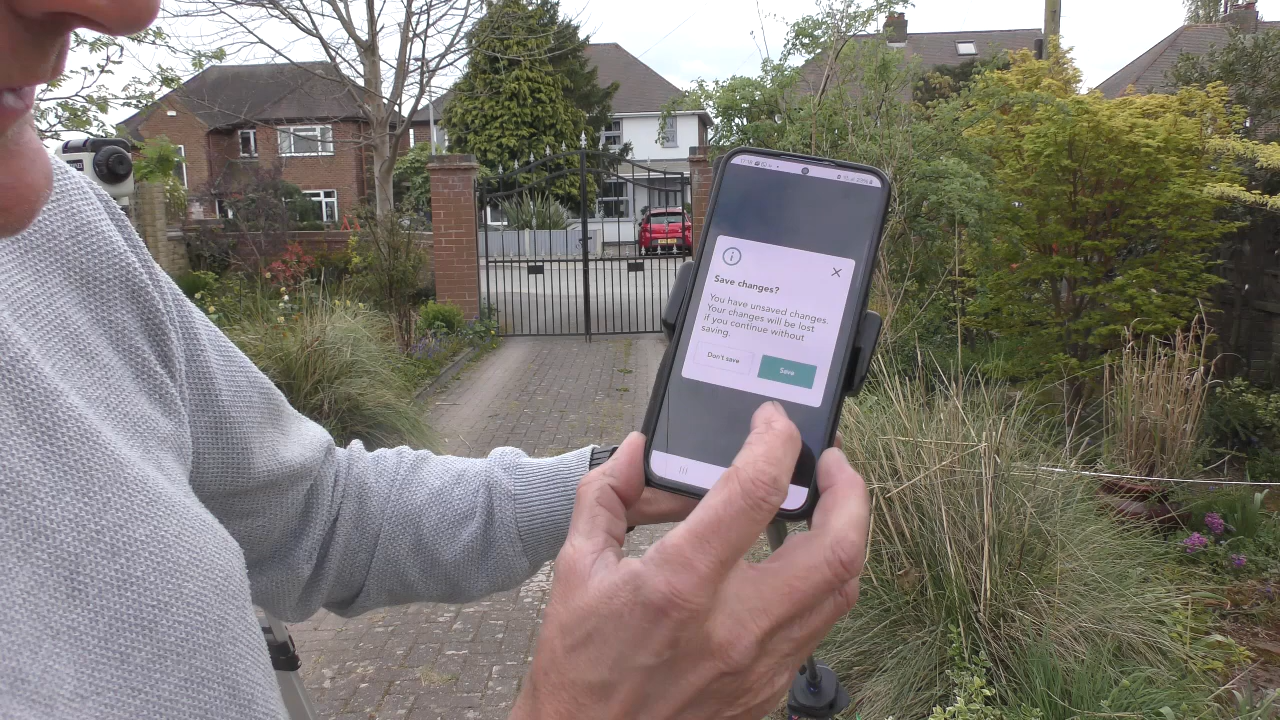 Save changes?
You have unsaved changes.
Your changes will be lost
if you continue without
saving.
Don't save
Save